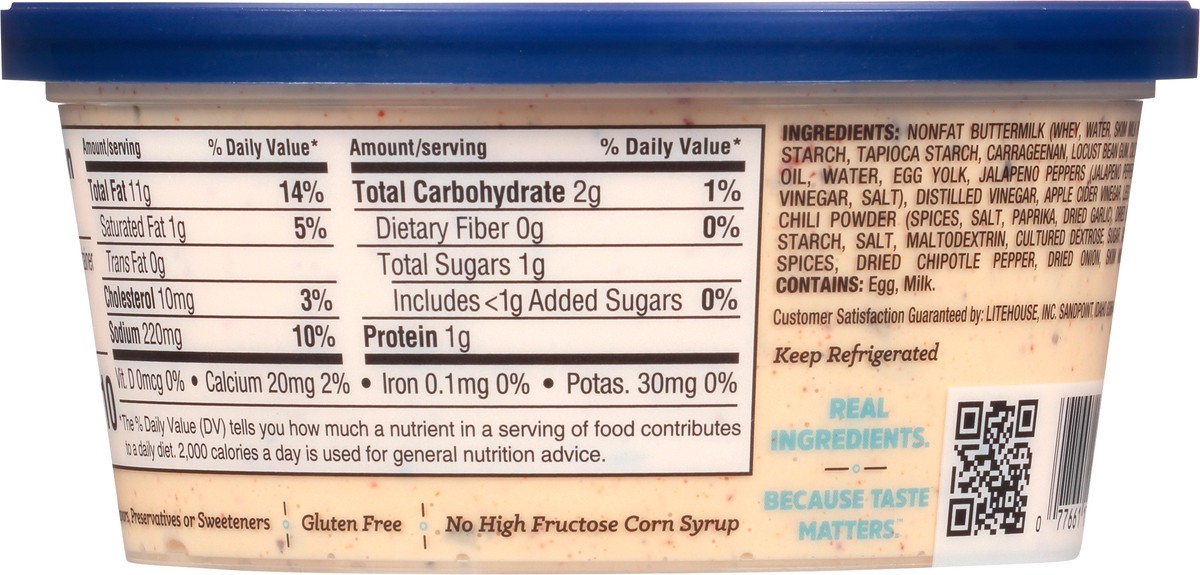 Amount/serving % Daily Value*
Total Fat 11g 14%
Saturated Fat 1g 5%
Trans Fat 0g
Cholesterol 10mg 3%
Sodium 220mg 10%
Amount/serving % Daily Value*
Total Carbohydrate 2g 1%
Dietary Fiber 0g 0%
Total Sugars 1g
Includes <1g Added Sugars 0%
Protein 1g
Vit. D 0mcg 0% • Calcium 20mg 2% • Iron 0.1mg 0% • Potas. 30mg 0%
10
*The % Daily Value (DV) tells you how much a nutrient in a serving of food contributes
to a daily diet. 2,000 calories a day is used for general nutrition advice.
Preservatives or Sweeteners Gluten Free No High Fructose Corn Syrup
INGREDIENTS: NONFAT BUTTERMILK (WHEY, WATER, SKIM
STARCH, TAPIOCA STARCH, CARRAGEENAN, LOCUST BEAN GUM,
OIL, WATER, EGG YOLK, JALAPENO PEPPERS (JALAPENO
VINEGAR, SALT), DISTILLED VINEGAR, APPLE CIDER VINEGAR,
CHILI POWDER (SPICES, SALT, PAPRIKA, DRIED GARLIC),
STARCH, SALT, MALTODEXTRIN, CULTURED DEXTROSE, SUGAR
SPICES, DRIED CHIPOTLE PEPPER, DRIED ONION,
CONTAINS: Egg, Milk.
Customer Satisfaction Guaranteed by: LITEHOUSE, INC. SANDPOINT, IDAHO
Keep Refrigerated
REAL
INGREDIENTS.
BECAUSE TASTE
MATTERS.™
0 77661